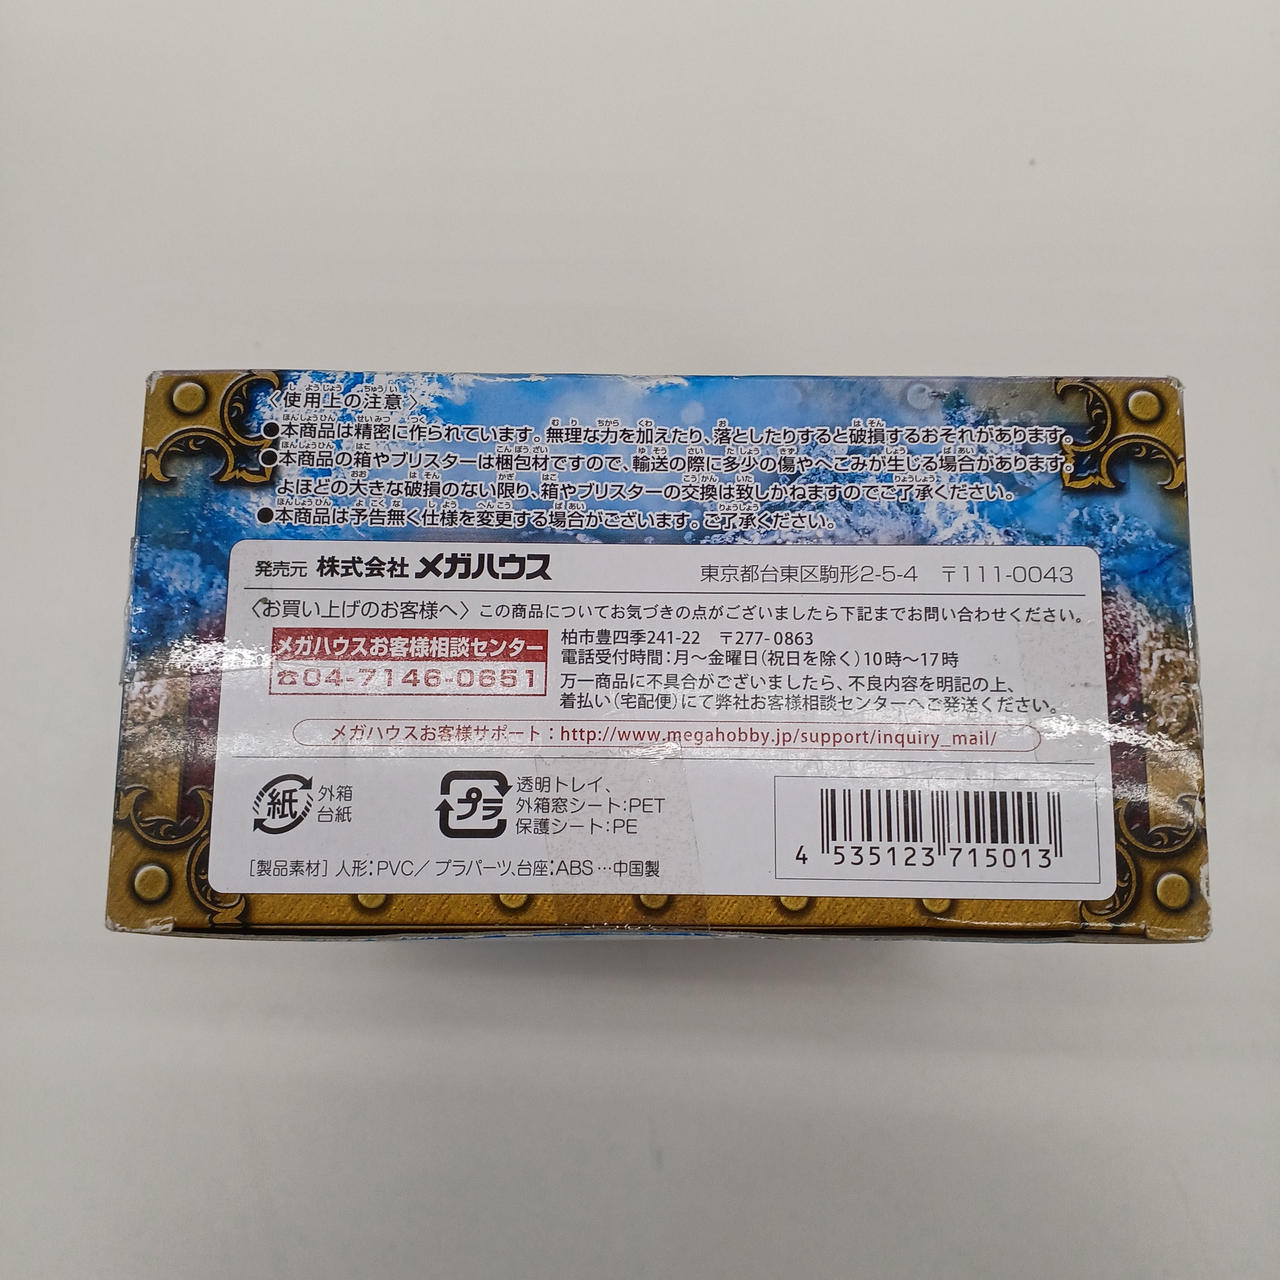 〈使用上の注意〉
●本商品は精密に作られています。無理な力を加えたり、落としたりすると破損するおそれがあります。
●本商品の箱やブリスターは梱包材ですので、輸送の際に多少の傷やへこみが生じる場合があります。
よほどの大きな破損のない限り、箱やブリスターの交換は致しかねますのでご了承ください。
●本商品は予告無く仕様を変更する場合がございます。ご了承ください。
発売元 株式会社 メガハウス 東京都台東区駒形2-5-4 〒111-0043
〈お買い上げのお客様へ〉この商品についてお気づきの点がございましたら下記までお問い合わせください。
メガハウスお客様相談センター
☎04-7146-0651
柏市豊四季241-22 〒277-0863
電話受付時間：月～金曜日(祝日を除く)10時～17時
万一商品に不具合がございましたら、不良内容を明記の上、
着払い(宅配便)にて弊社お客様相談センターへご発送ください。
メガハウスお客様サポート：http://www.megahobby.jp/support/inquiry_mail/
紙 外箱
台紙
プラ 透明トレイ、
外箱窓シート：PET
保護シート：PE
[製品素材]人形：PVC／プラパーツ、台座：ABS…中国製
4 535123 715013